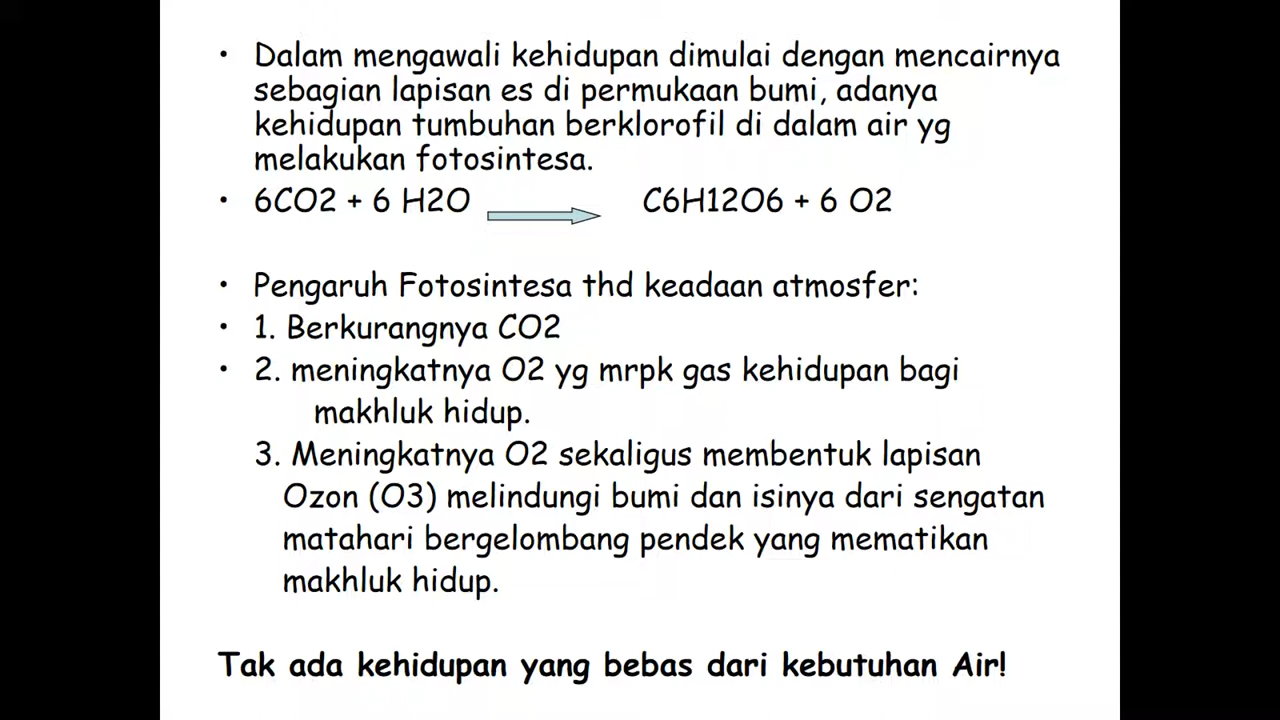 • Dalam mengawali kehidupan dimulai dengan mencairnya
sebagian lapisan es di permukaan bumi, adanya
kehidupan tumbuhan berklorofil di dalam air yg
melakukan fotosintesa.
• 6CO2 + 6 H2O C6H12O6 + 6 O2
• Pengaruh Fotosintesa thd keadaan atmosfer:
• 1. Berkurangnya CO2
• 2. meningkatnya O2 yg mrpk gas kehidupan bagi
makhluk hidup.
3. Meningkatnya O2 sekaligus membentuk lapisan
Ozon (O3) melindungi bumi dan isinya dari sengatan
matahari bergelombang pendek yang mematikan
makhluk hidup.
Tak ada kehidupan yang bebas dari kebutuhan Air!